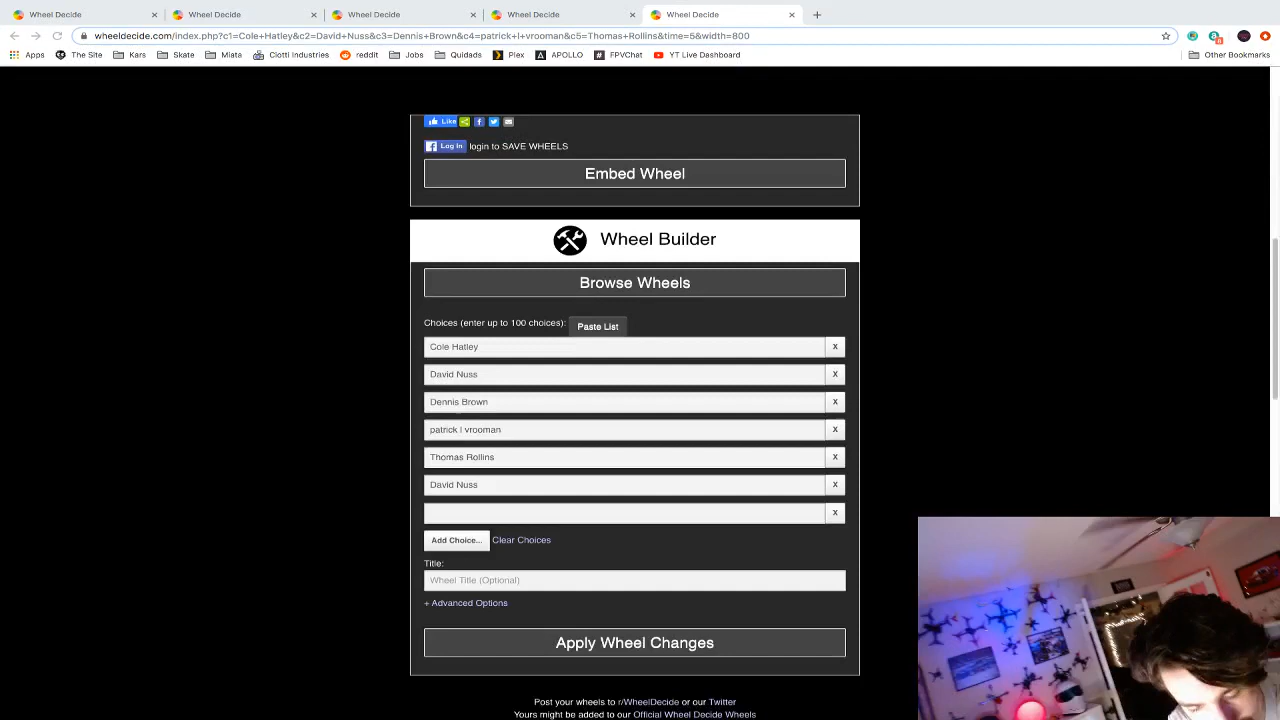 Wheel Decide
Wheel Decide
Wheel Decide
Wheel Decide
Wheel Decide
wheeldecide.com/index.php?c1=Cole+Hatley&c2=David+Nuss&c3=Dennis+Brown&c4=patrick+l+vrooman&c5=Thomas+Rollins&time=5&width=800
Apps The Site Kars Skate Miata Ciotti Industries reddit Jobs Quidads Plex APOLLO FPVChat YT Live Dashboard Other Bookmarks
Like
Log In login to SAVE WHEELS
Embed Wheel
Wheel Builder
Browse Wheels
Choices (enter up to 100 choices): Paste List
Cole Hatley X
David Nuss X
Dennis Brown X
patrick l vrooman X
Thomas Rollins X
David Nuss X
X
Add Choice... Clear Choices
Title:
Wheel Title (Optional)
+ Advanced Options
Apply Wheel Changes
Post your wheels to r/WheelDecide or our Twitter
Yours might be added to our Official Wheel Decide Wheels